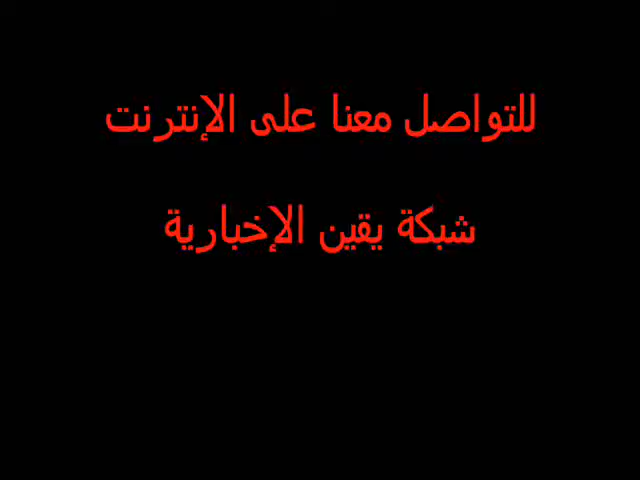 للتواصل معنا على الإنترنت
شبكة يقين الإخبارية